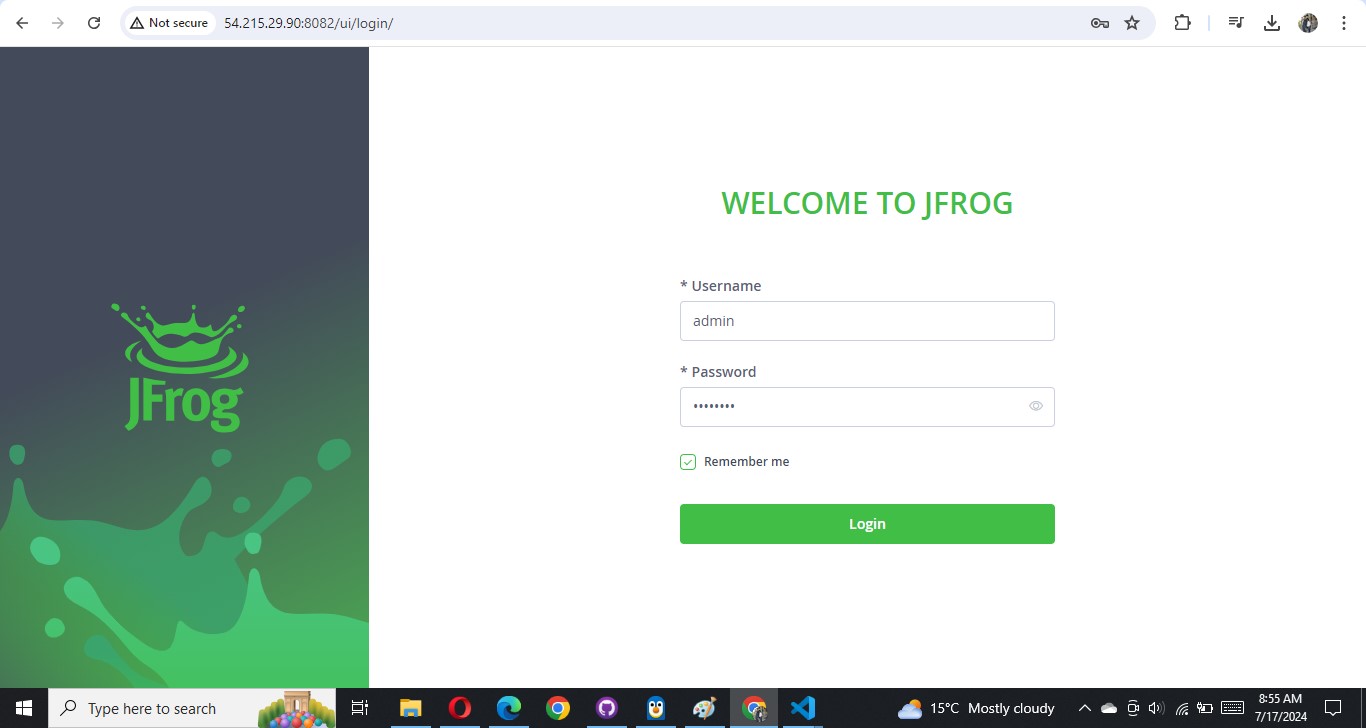 Not secure 54.215.29.90:8082/ui/login/
WELCOME TO JFROG
* Username
admin
JFrog
* Password
••••••••
Remember me
Login
Type here to search
15°C Mostly cloudy
8:55 AM
7/17/2024